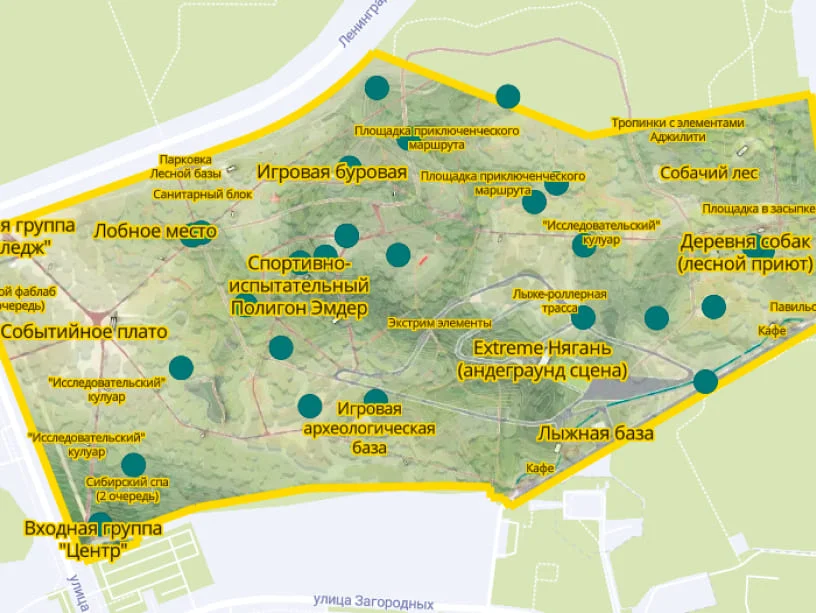 Ленинград
Площадка приключенческого
маршрута
Тропинки с элементами
Аджилити
Парковка
Лесной базы
Игровая буровая
Площадка приключенческого
маршрута
Собачий лес
Санитарный блок
Площадка в засыпке
я группа
ледж"
Лобное место
"Исследовательский"
кулуар
Деревня собак
(лесной приют)
Спортивно-
испытательный
Полигон Эмдер
ой фаблаб
очередь)
Лыже-роллерная
трасса
Павильо
Событийное плато
Экстрим элементы
Кафе
Extreme Нягань
(андеграунд сцена)
"Исследовательский"
кулуар
Игровая
археологическая
база
"Исследовательский"
кулуар
Лыжная база
Кафе
Сибирский спа
(2 очередь)
Входная группа
"Центр"
улица
улица Загородных